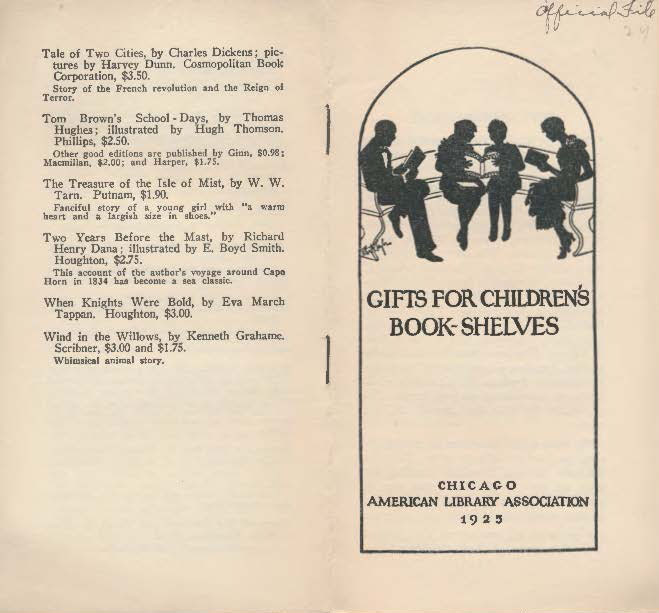 Tale of Two Cities, by Charles Dickens; pic-
tures by Harvey Dunn. Cosmopolitan Book
Corporation, $3.50.
Story of the French revolution and the Reign of
Terror.
Tom Brown's School-Days, by Thomas
Hughes; illustrated by Hugh Thomson.
Phillips, $2.50.
Other good editions are published by Ginn, $0.98;
Macmillan, $2.00; and Harper, $1.75.
The Treasure of the Isle of Mist, by W. W.
Tarn. Putnam, $1.90.
Fanciful story of a young girl with "a warm
heart and a largish size in shoes."
Two Years Before the Mast, by Richard
Henry Dana; illustrated by E. Boyd Smith.
Houghton, $2.75.
This account of the author's voyage around Cape
Horn in 1834 has become a sea classic.
When Knights Were Bold, by Eva March
Tappan. Houghton, $3.00.
Wind in the Willows, by Kenneth Grahame.
Scribner, $3.00 and $1.75.
Whimsical animal story.
Official File
24
GIFTS FOR CHILDREN'S
BOOK-SHELVES
CHICAGO
AMERICAN LIBRARY ASSOCIATION
1925